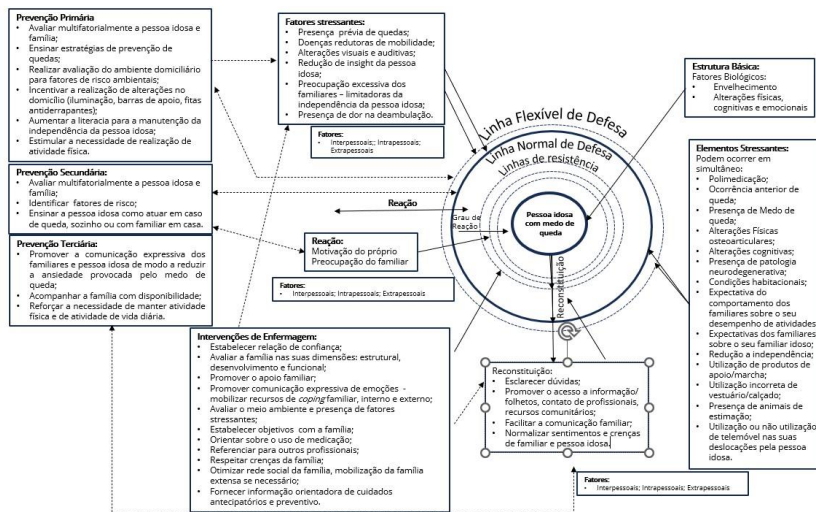 Prevenção Primária
• Avaliar multifatorialmente a pessoa idosa e
família;
• Ensinar estratégias de prevenção de
quedas;
• Realizar avaliação do ambiente domiciliário
para fatores de risco ambientais;
• Incentivar a realização de alterações no
domicílio (iluminação, barras de apoio, fitas
antiderrapantes);
• Aumentar a literacia para a manutenção da
independência da pessoa idosa;
• Estimular a necessidade de realização de
atividade física.
Prevenção Secundária:
• Avaliar multifatorialmente a pessoa idosa e
família;
• Identificar fatores de risco;
• Ensinar a pessoa idosa como atuar em caso
de queda, sozinho ou com familiar em casa.
Prevenção Terciária:
• Promover a comunicação expressiva dos
familiares e pessoa idosa de modo a reduzir
a ansiedade provocada pelo medo de
queda;
• Acompanhar a família com disponibilidade;
• Reforçar a necessidade de manter atividade
física e de atividade de vida diária.
Fatores stressantes:
• Presença prévia de quedas;
• Doenças redutoras de mobilidade;
• Alterações visuais e auditivas;
• Redução de insight da pessoa
idosa;
• Preocupação excessiva dos
familiares – limitadoras da
independência da pessoa idosa;
• Presença de dor na deambulação.
Fatores:
• Interpessoais;; Intrapessoais;
Extrapessoais
Reação
Reação:
Motivação do próprio
Preocupação do familiar
Fatores:
• Interpessoais; Intrapessoais; Extrapessoais
Linha Flexível de Defesa
Linha Normal de Defesa
Linhas de resistência
Grau de
Reação
Pessoa idosa
com medo de
queda
Reconstituição
Estrutura Básica:
Fatores Biológicos:
• Envelhecimento
• Alterações físicas,
cognitivas e emocionais
Elementos Stressantes:
Podem ocorrer em
simultâneo:
• Polimedicação;
• Ocorrência anterior de
queda;
• Presença de Medo de
queda;
• Alterações Físicas
osteoarticulares;
• Alterações cognitivas;
• Presença de patologia
neurodegenerativa;
• Condições habitacionais;
• Expectativa do
comportamento dos
familiares sobre o seu
desempenho de atividades
• Expectativas dos familiares
sobre o seu familiar idoso;
• Redução a independência;
• Utilização de produtos de
apoio/marcha;
• Utilização incorreta de
vestuário/calçado;
• Presença de animais de
estimação;
• Utilização ou não utilização
de telemóvel nas suas
deslocações pela pessoa
idosa.
Intervenções de Enfermagem:
• Estabelecer relação de confiança;
• Avaliar a família nas suas dimensões: estrutural,
desenvolvimento e funcional;
• Promover o apoio familiar;
• Promover comunicação expressiva de emoções -
mobilizar recursos de coping familiar, interno e externo;
• Avaliar o meio ambiente e presença de fatores
stressantes;
• Estabelecer objetivos com a família;
• Orientar sobre o uso de medicação;
• Referenciar para outros profissionais;
• Respeitar crenças da família;
• Otimizar rede social da família, mobilização da família
extensa se necessário;
• Fornecer informação orientadora de cuidados
antecipatórios e preventivo.
Reconstituição:
• Esclarecer dúvidas;
• Promover o acesso a informação/
folhetos, contato de profissionais,
recursos comunitários;
• Facilitar a comunicação familiar;
• Normalizar sentimentos e crenças
de familiar e pessoa idosa.
Fatores:
• Interpessoais; Intrapessoais; Extrapessoais